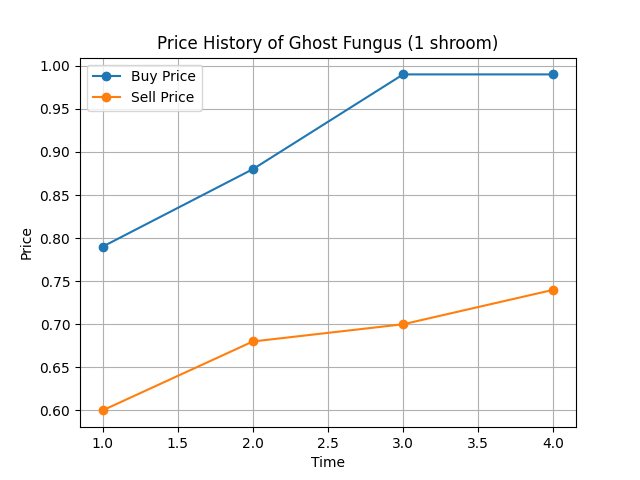 Price History of Ghost Fungus (1 shroom)
Buy Price
Sell Price
1.00
0.95
0.90
0.85
0.80
0.75
0.70
0.65
0.60
Price
1.0 1.5 2.0 2.5 3.0 3.5 4.0
Time